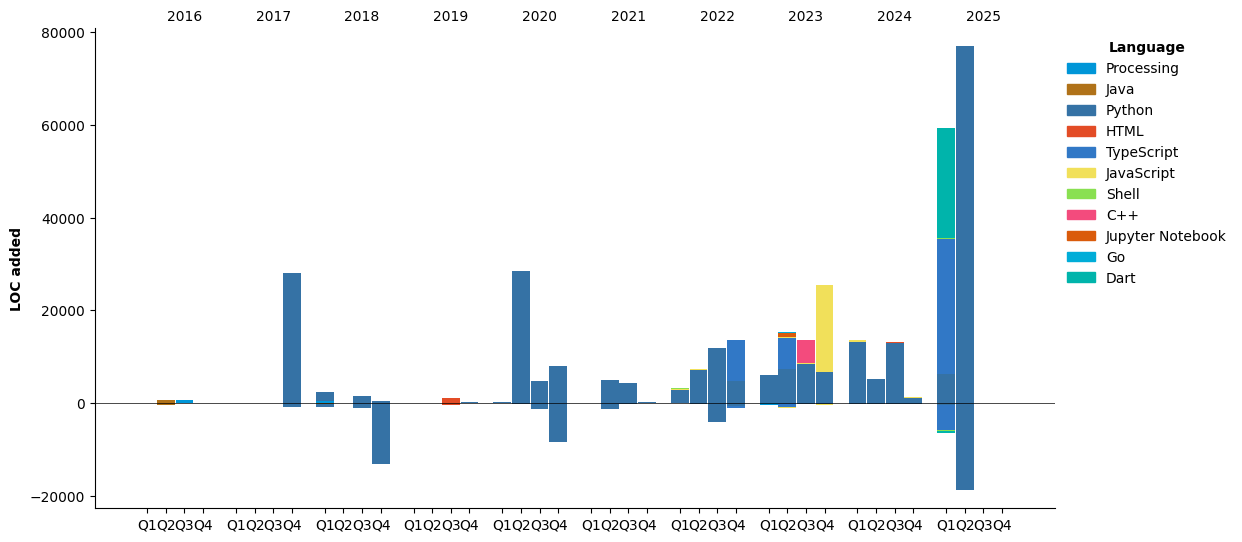 2016 2017 2018 2019 2020 2021 2022 2023 2024 2025
80000
60000
40000
20000
0
−20000
LOC added
Q1Q2Q3Q4 Q1Q2Q3Q4 Q1Q2Q3Q4 Q1Q2Q3Q4 Q1Q2Q3Q4 Q1Q2Q3Q4 Q1Q2Q3Q4 Q1Q2Q3Q4 Q1Q2Q3Q4 Q1Q2Q3Q4
Language
Processing
Java
Python
HTML
TypeScript
JavaScript
Shell
C++
Jupyter Notebook
Go
Dart